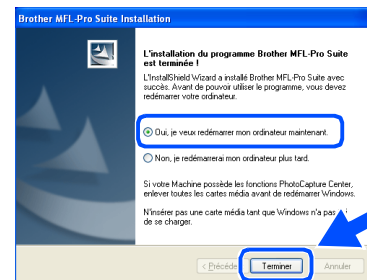 Brother MFL-Pro Suite Installation
L'installation du programme Brother MFL-Pro Suite
est terminée !
L'InstallShield Wizard a installé Brother MFL-Pro Suite avec
succès. Avant de pouvoir utiliser le programme, vous devez
redémarrer votre ordinateur.
Oui, je veux redémarrer mon ordinateur maintenant.
Non, je redémarrerai mon ordinateur plus tard.
Si votre Machine possède les fonctions PhotoCapture Center,
enlever toutes les cartes média avant de redémarrer Windows.
N'insérer pas une carte média tant que Windows n'a pas
de se charger.
< Précéde Terminer Annuler